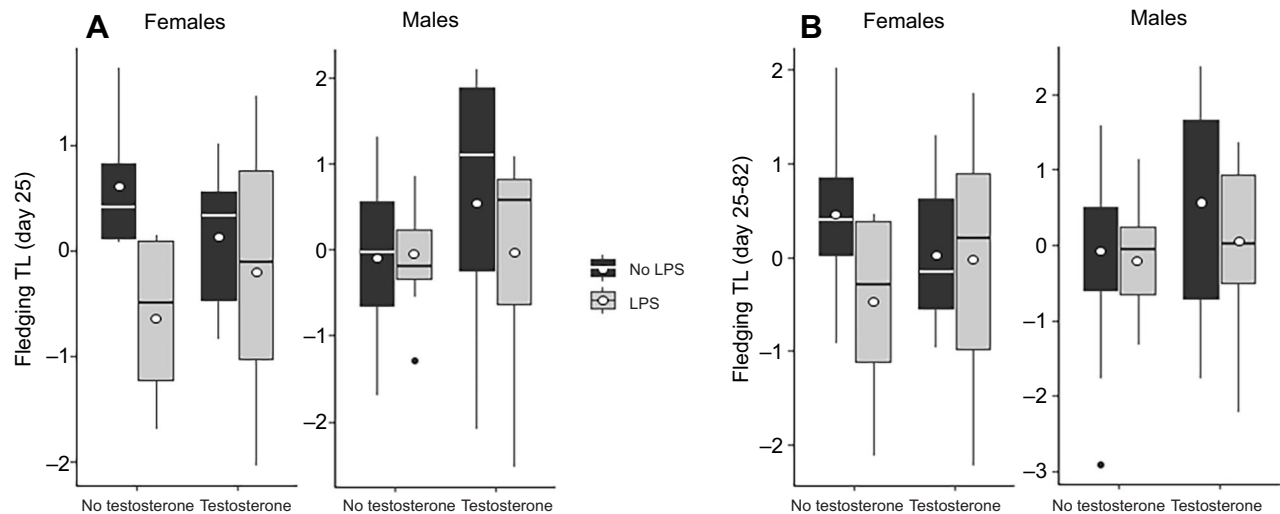 A
Females
Males
Fledging TL (day 25)
1
0
–1
–2
2
1
0
–1
–2
No testosterone Testosterone
No testosterone Testosterone
No LPS
LPS
B
Females
Males
Fledging TL (day 25-82)
2
1
0
–1
–2
2
1
0
–1
–2
–3
No testosterone Testosterone
No testosterone Testosterone